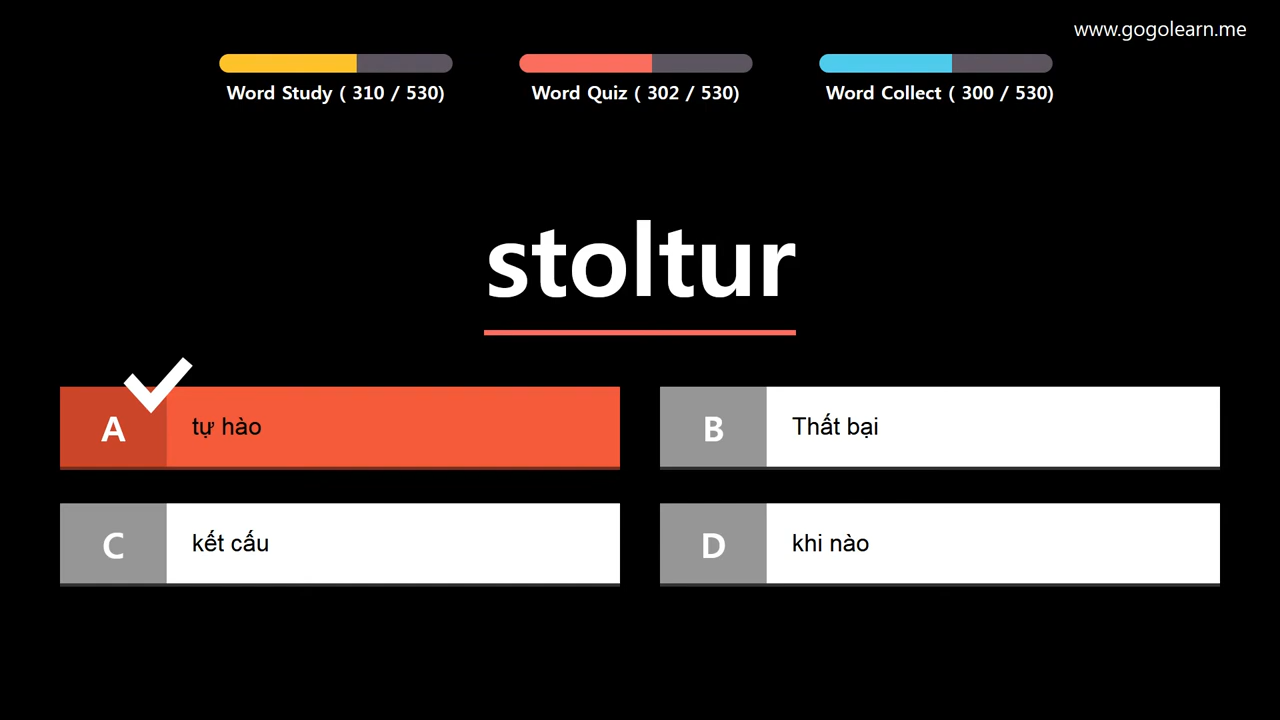 www.gogolearn.me
Word Study ( 310 / 530)
Word Quiz ( 302 / 530)
Word Collect ( 300 / 530)
stoltur
A
tự hào
B
Thất bại
C
kết cấu
D
khi nào